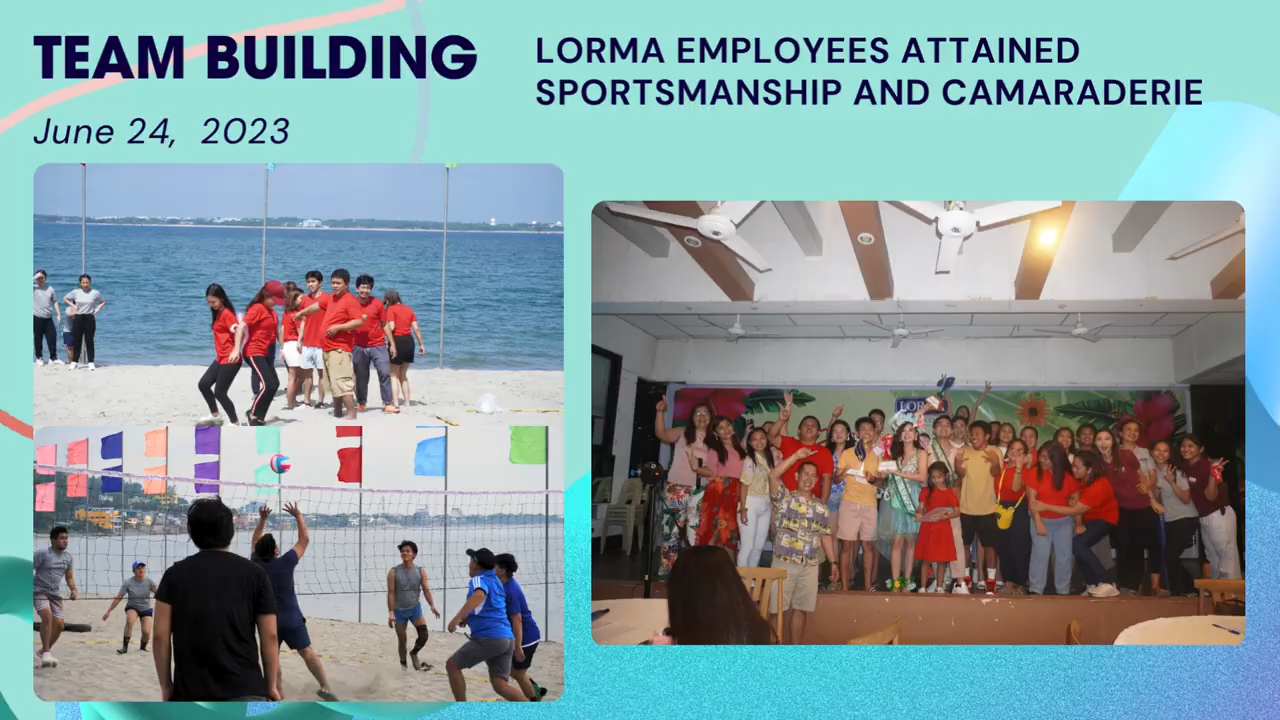 TEAM BUILDING
June 24, 2023
LORMA EMPLOYEES ATTAINED
SPORTSMANSHIP AND CAMARADERIE